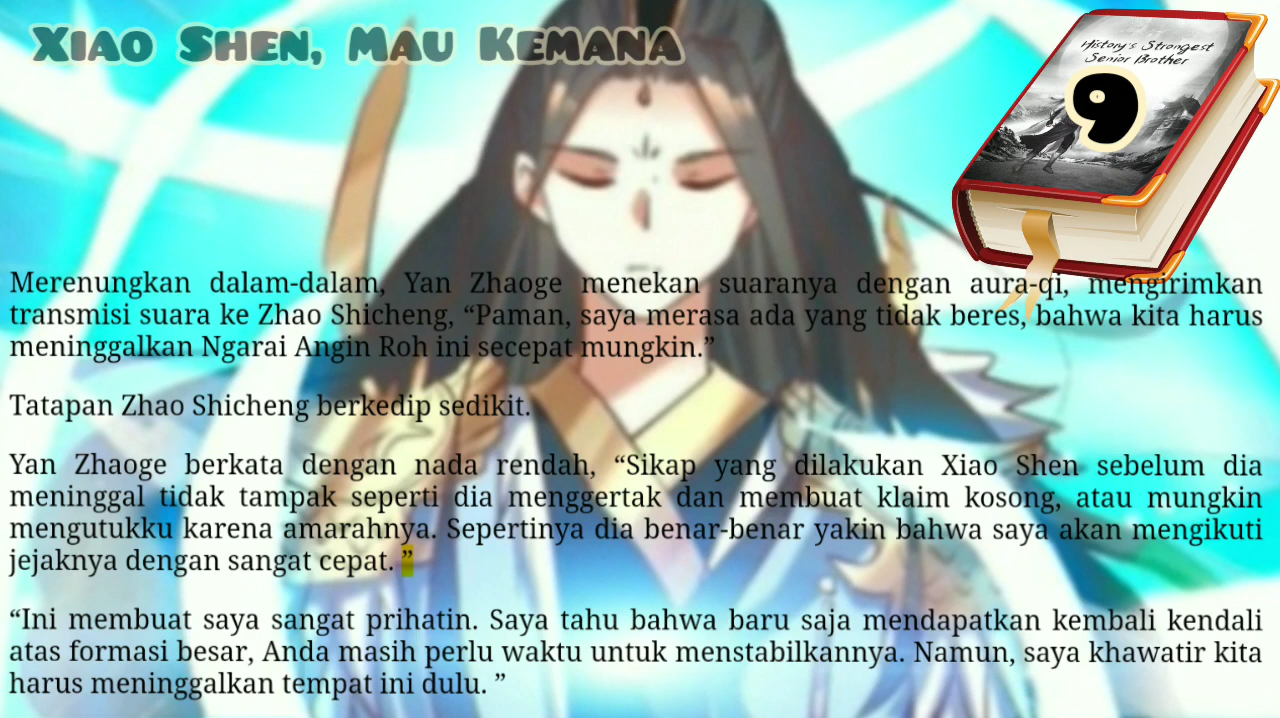 Xiao Shen, Mau Kemana
History's Strongest
Senior Brother
9
Merenungkan dalam-dalam, Yan Zhaoge menekan suaranya dengan aura-qi, mengirimkan
transmisi suara ke Zhao Shicheng, “Paman, saya merasa ada yang tidak beres, bahwa kita harus
meninggalkan Ngarai Angin Roh ini secepat mungkin.”
Tatapan Zhao Shicheng berkedip sedikit.
Yan Zhaoge berkata dengan nada rendah, “Sikap yang dilakukan Xiao Shen sebelum dia
meninggal tidak tampak seperti dia menggertak dan membuat klaim kosong, atau mungkin
mengutukku karena amarahnya. Sepertinya dia benar-benar yakin bahwa saya akan mengikuti
jejaknya dengan sangat cepat. ”
“Ini membuat saya sangat prihatin. Saya tahu bahwa baru saja mendapatkan kembali kendali
atas formasi besar, Anda masih perlu waktu untuk menstabilkannya. Namun, saya khawatir kita
harus meninggalkan tempat ini dulu. ”